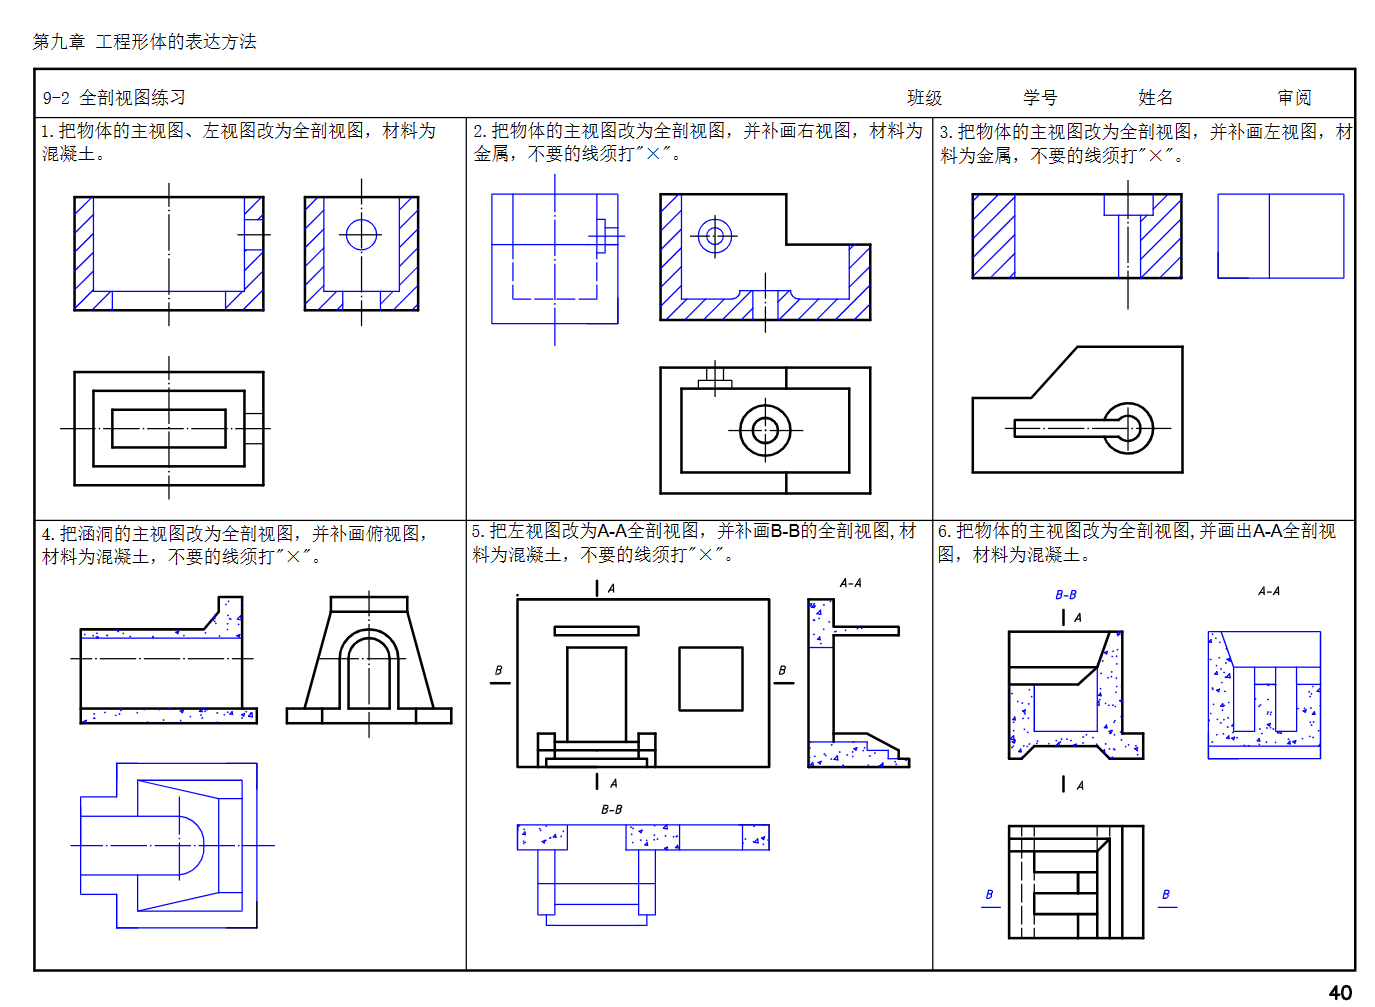 第九章 工程形体的表达方法
9-2 全剖视图练习 班级 学号 姓名 审阅
1.把物体的主视图、左视图改为全剖视图，材料为
混凝土。
2.把物体的主视图改为全剖视图，并补画右视图，材料为
金属，不要的线须打"×"。
3.把物体的主视图改为全剖视图，并补画左视图，材
料为金属，不要的线须打"×"。
4.把涵洞的主视图改为全剖视图，并补画俯视图，
材料为混凝土，不要的线须打"×"。
5.把左视图改为A-A全剖视图，并补画B-B的全剖视图,材
料为混凝土，不要的线须打"×"。
A
A-A
B
B
A
B-B
6.把物体的主视图改为全剖视图,并画出A-A全剖视
图，材料为混凝土。
B-B
A-A
A
A
B
B
40